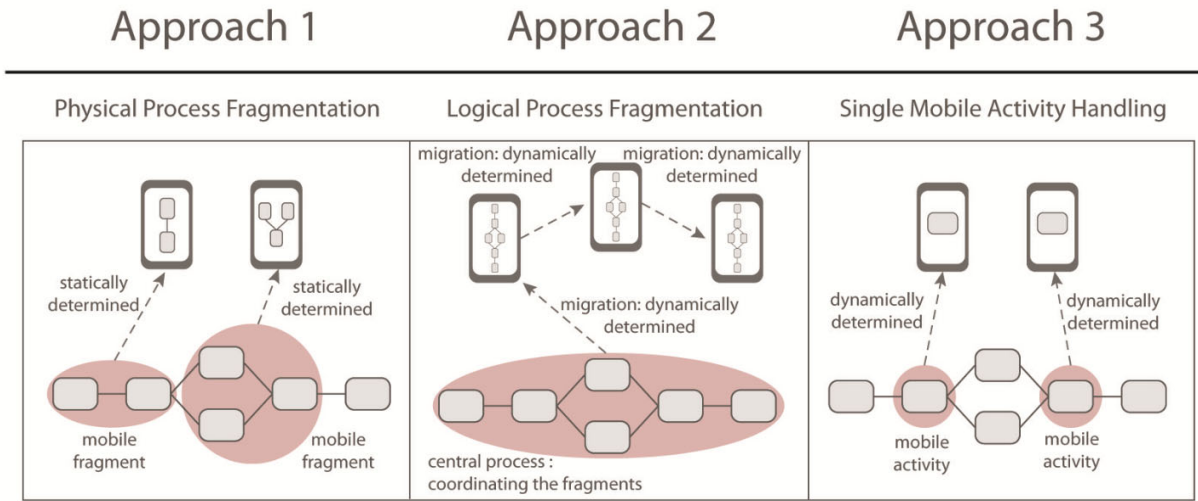 Approach 1
Approach 2
Approach 3
Physical Process Fragmentation
Logical Process Fragmentation
Single Mobile Activity Handling
statically
determined
statically
determined
mobile
fragment
mobile
fragment
migration: dynamically
determined
migration: dynamically
determined
migration: dynamically
determined
central process :
coordinating the fragments
dynamically
determined
dynamically
determined
mobile
activity
mobile
activity